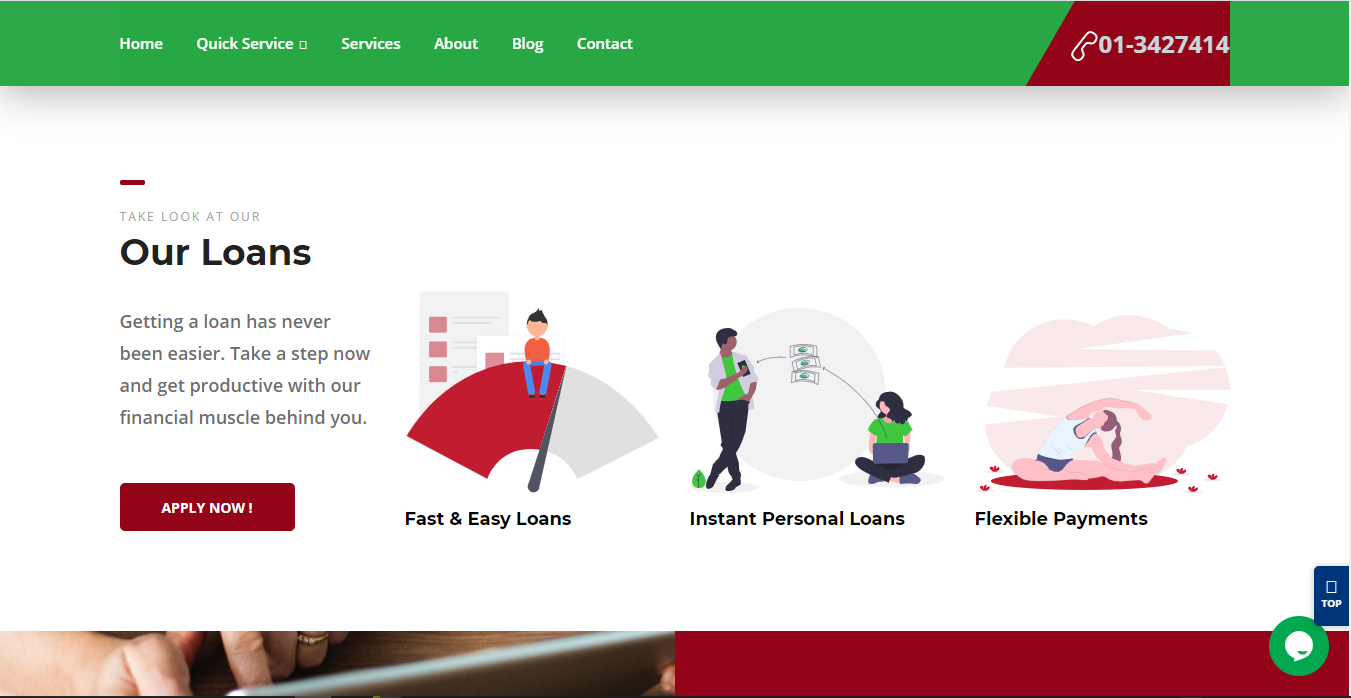 Home Quick Service Services About Blog Contact
01-3427414
TAKE LOOK AT OUR
Our Loans
Getting a loan has never
been easier. Take a step now
and get productive with our
financial muscle behind you.
APPLY NOW !
Fast & Easy Loans
Instant Personal Loans
Flexible Payments
TOP